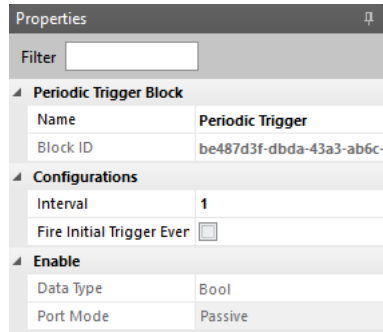 Properties
Filter
Periodic Trigger Block
Name Periodic Trigger
Block ID be487d3f-dbda-43a3-ab6c-
Configurations
Interval 1
Fire Initial Trigger Ever
Enable
Data Type Bool
Port Mode Passive